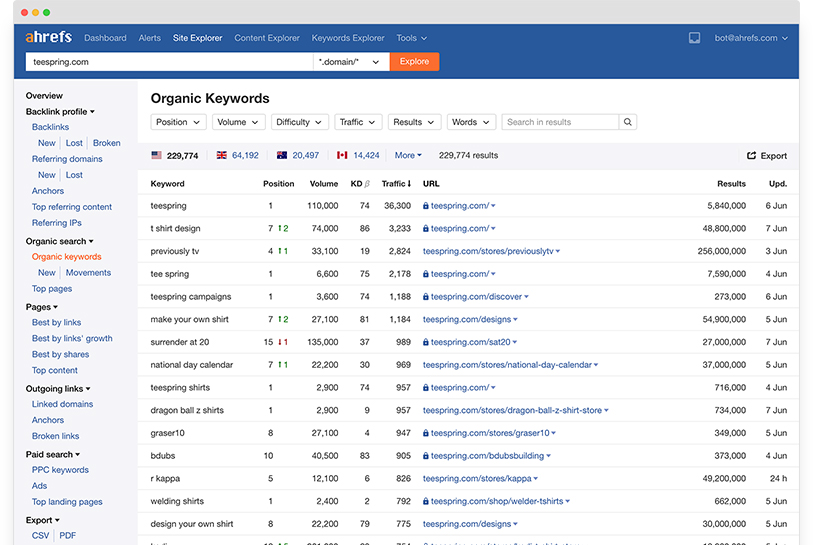 ahrefs Dashboard Alerts Site Explorer Content Explorer Keywords Explorer Tools bot@ahrefs.com
teespring.com *.domain/* Explore
Overview
Backlink profile
Backlinks
New Lost Broken
Referring domains
New Lost
Anchors
Top referring content
Referring IPs
Organic search
Organic keywords
New Movements
Top pages
Pages
Best by links
Best by links' growth
Best by shares
Top content
Outgoing links
Linked domains
Anchors
Broken links
Paid search
PPC keywords
Ads
Top landing pages
Export
CSV PDF
Organic Keywords
Position Volume Difficulty Traffic Results Words Search in results
229,774 64,192 20,497 14,424 More 229,774 results Export
Keyword Position Volume KD β Traffic↓ URL Results Upd.
teespring 1 110,000 74 36,300 teespring.com/ 5,840,000 6 Jun
t shirt design 7 ↑2 74,000 86 3,233 teespring.com/ 48,800,000 7 Jun
previously tv 4 ↑1 33,100 19 2,824 teespring.com/stores/previouslytv 256,000,000 3 Jun
tee spring 1 6,600 75 2,178 teespring.com/ 7,590,000 4 Jun
teespring campaigns 1 3,600 74 1,188 teespring.com/discover 273,000 6 Jun
make your own shirt 7 ↑2 27,100 81 1,184 teespring.com/designs 54,900,000 5 Jun
surrender at 20 15 ↓1 135,000 37 989 teespring.com/sat20 27,000,000 7 Jun
national day calendar 7 ↑1 22,200 30 969 teespring.com/stores/national-day-calendar 37,000,000 5 Jun
teespring shirts 1 2,900 74 957 teespring.com/ 716,000 4 Jun
dragon ball z shirts 1 2,900 9 957 teespring.com/stores/dragon-ball-z-shirt-store 734,000 7 Jun
graser10 8 27,100 4 947 teespring.com/stores/graser10 349,000 5 Jun
bdubs 10 40,500 83 905 teespring.com/bdubsbuilding 373,000 4 Jun
r kappa 5 12,100 6 826 teespring.com/stores/kappa 49,200,000 24 h
welding shirts 1 2,400 2 792 teespring.com/shop/welder-tshirts 662,000 5 Jun
design your own shirt 8 22,200 79 775 teespring.com/designs 30,000,000 5 Jun